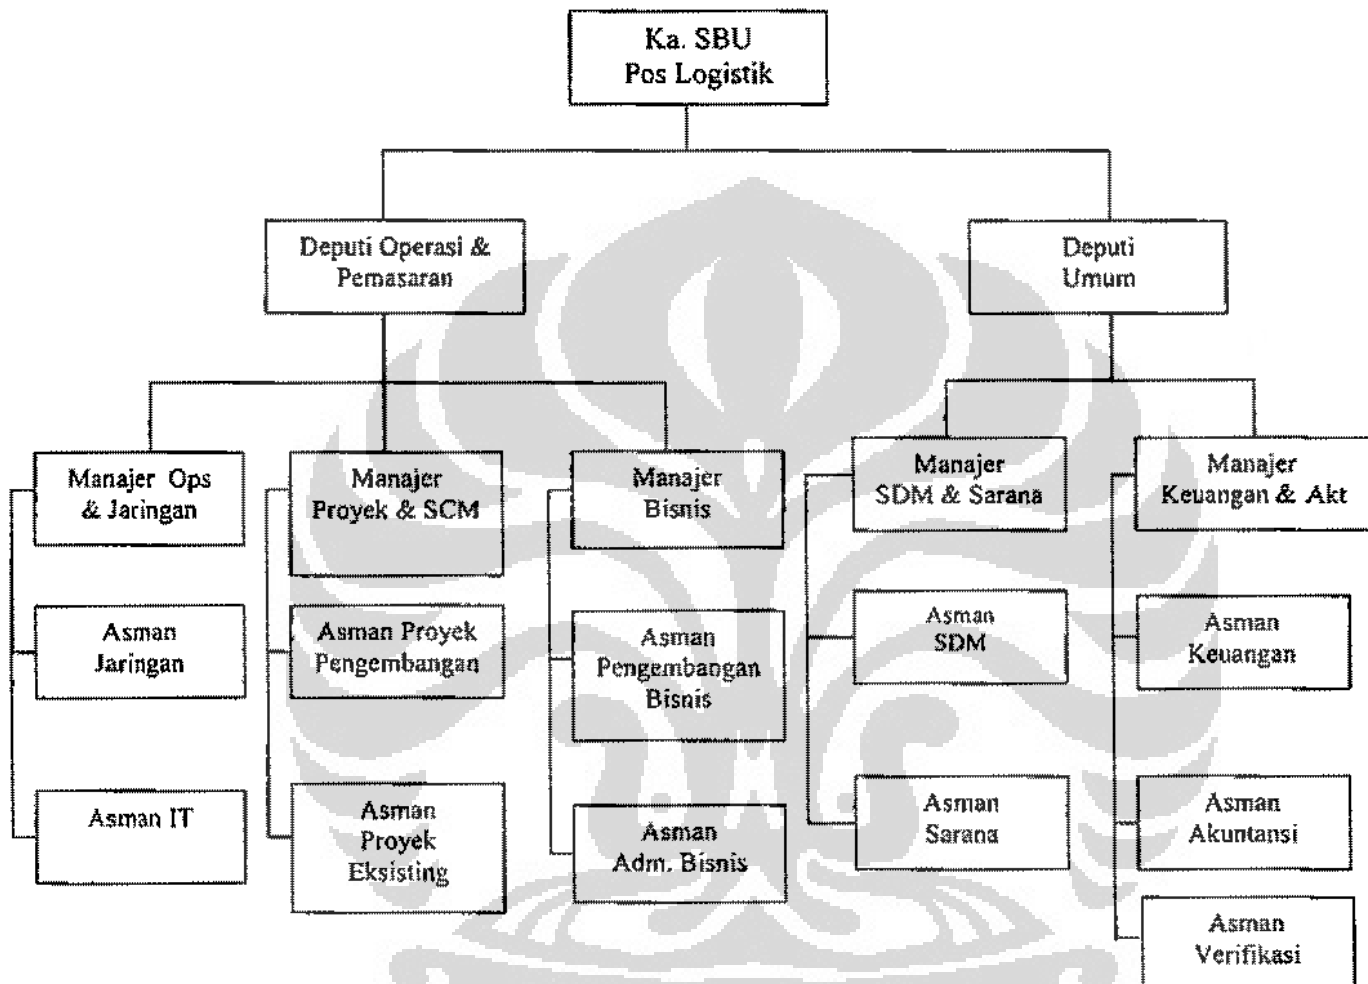 Ka. SBU
Pos Logistik
Deputi Operasi &
Pemasaran
Deputi
Umum
Manajer Ops
& Jaringan
Manajer
Proyek & SCM
Manajer
Bisnis
Manajer
SDM & Sarana
Manajer
Keuangan & Akt
Asman
Jaringan
Asman Proyek
Pengembangan
Asman
Pengembangan
Bisnis
Asman
SDM
Asman
Keuangan
Asman IT
Asman
Proyek
Eksisting
Asman
Adm. Bisnis
Asman
Sarana
Asman
Akuntansi
Asman
Verifikasi